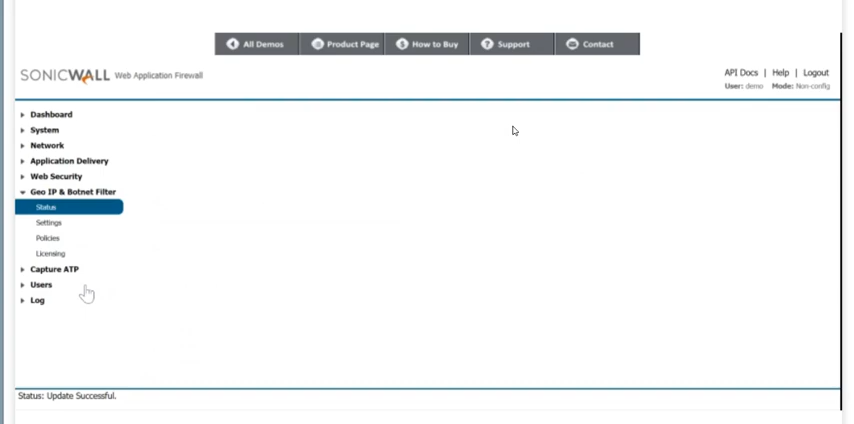 All Demos Product Page How to Buy Support Contact
SONICWALL Web Application Firewall
API Docs | Help | Logout
User: demo Mode: Non-config
Dashboard
System
Network
Application Delivery
Web Security
Geo IP & Botnet Filter
Status
Settings
Policies
Licensing
Capture ATP
Users
Log
Status: Update Successful.